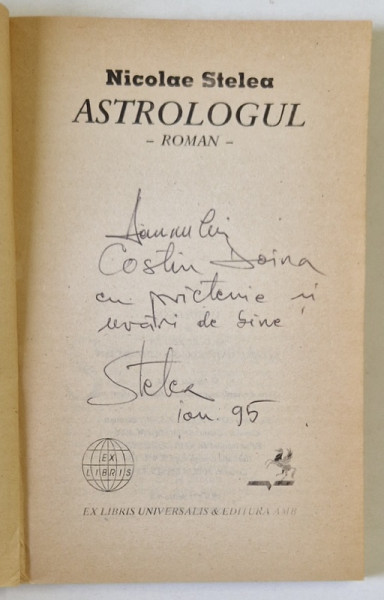 Nicolae Stelea
ASTROLOGUL
– ROMAN –
Costin Doina
cu prietenie și
urări de bine
Stelea
ian. 95
EX
LIBRIS
EX LIBRIS UNIVERSALIS & EDITURA AMB